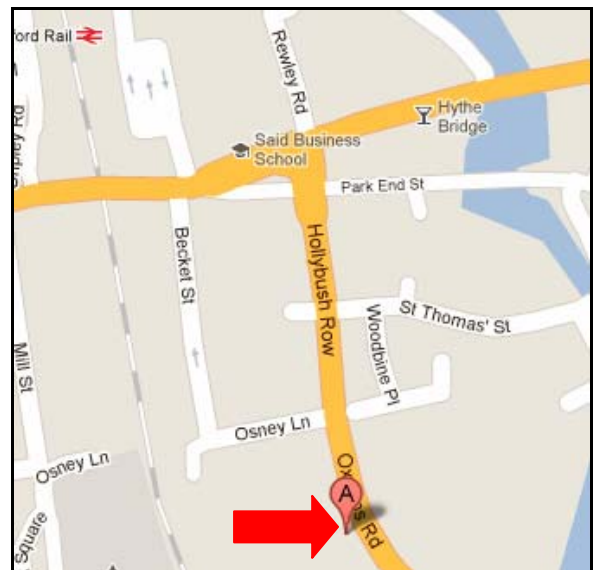 ford Rail
Rewley Rd
Hythe
Bridge
Said Business
School
Park End St
Becket St
Hollybush Row
St Thomas' St
Woodbine Pl
Mill St
Osney Ln
Osney Ln
A
Rd
Square